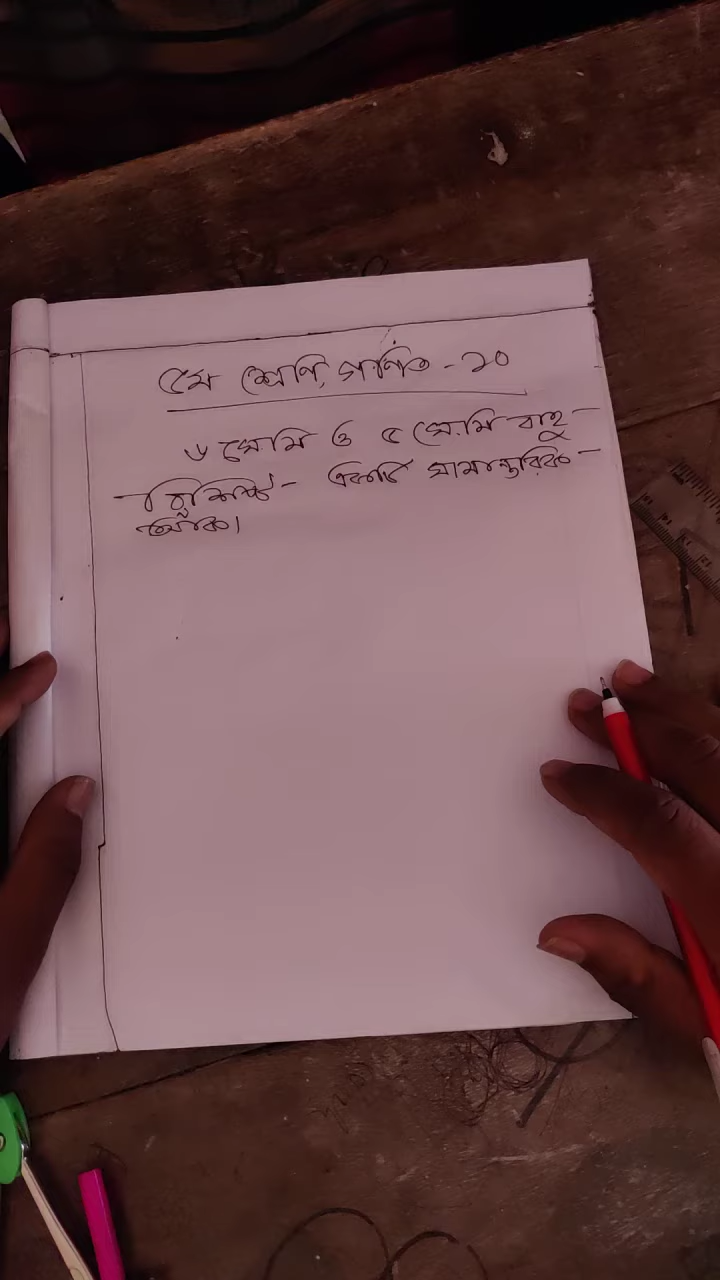 ৫ম শ্রেণি, গণিত - ১০
৬ সেমি ও ৫ সে.মি বাহু -
বিশিষ্ট - একটি সামান্তরিক -
আঁক।